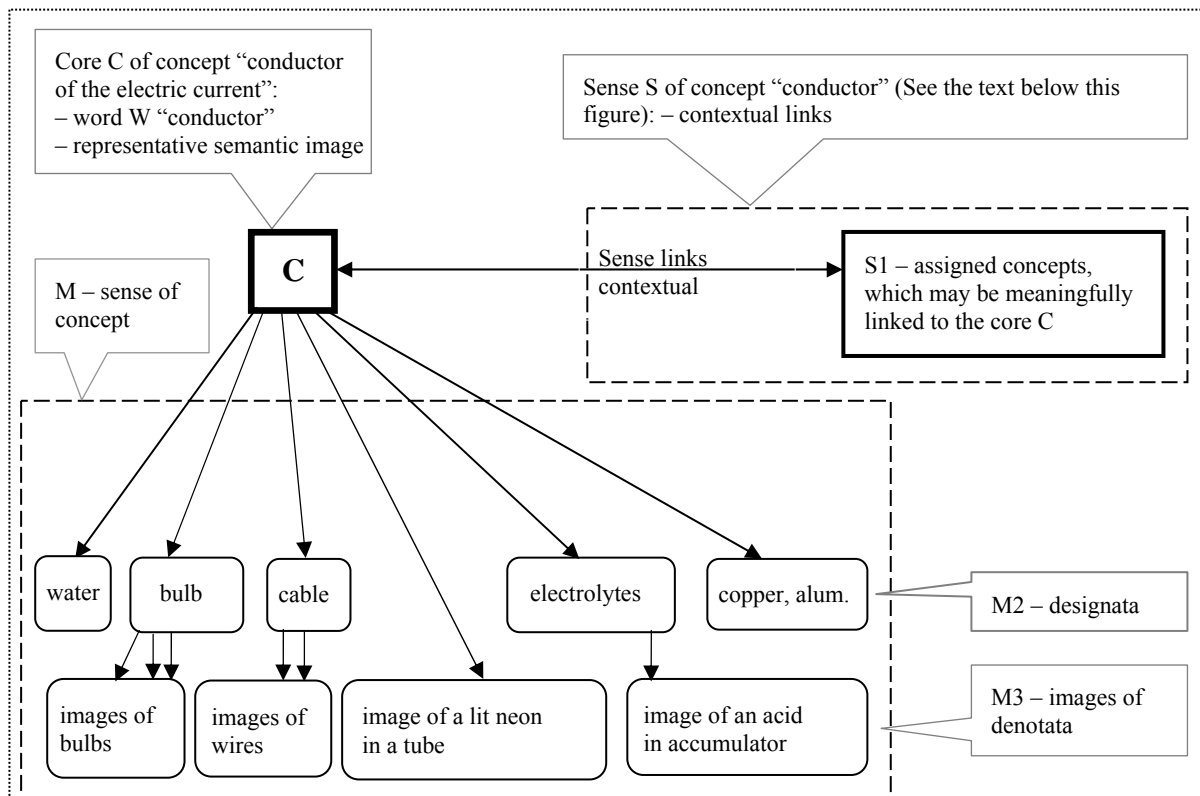 Core C of concept “conductor
of the electric current”:
– word W “conductor”
– representative semantic image
Sense S of concept “conductor” (See the text below this
figure): – contextual links
C
Sense links
contextual
S1 – assigned concepts,
which may be meaningfully
linked to the core C
M – sense of
concept
water
bulb
cable
electrolytes
copper, alum.
M2 – designata
images of
bulbs
images of
wires
image of a lit neon
in a tube
image of an acid
in accumulator
M3 – images of
denotata